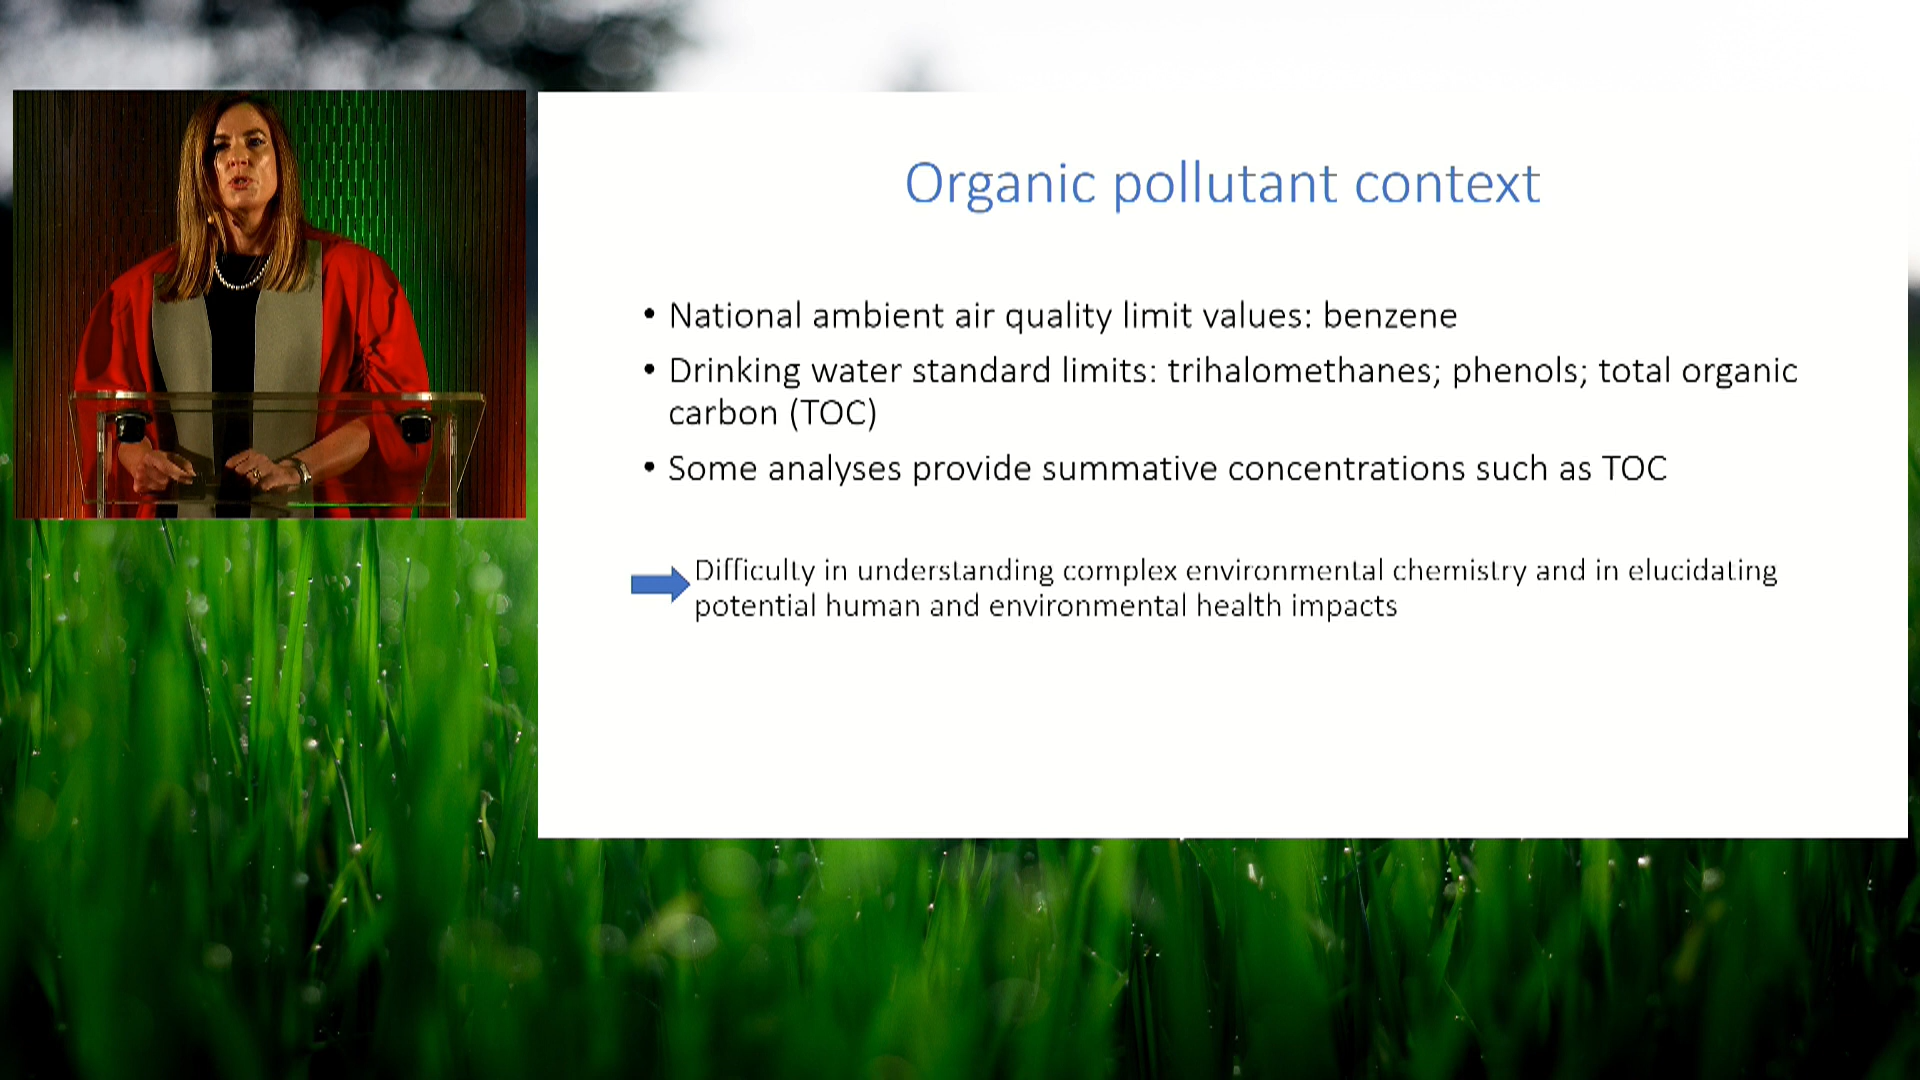 Organic pollutant context
• National ambient air quality limit values: benzene
• Drinking water standard limits: trihalomethanes; phenols; total organic
carbon (TOC)
• Some analyses provide summative concentrations such as TOC
Difficulty in understanding complex environmental chemistry and in elucidating
potential human and environmental health impacts